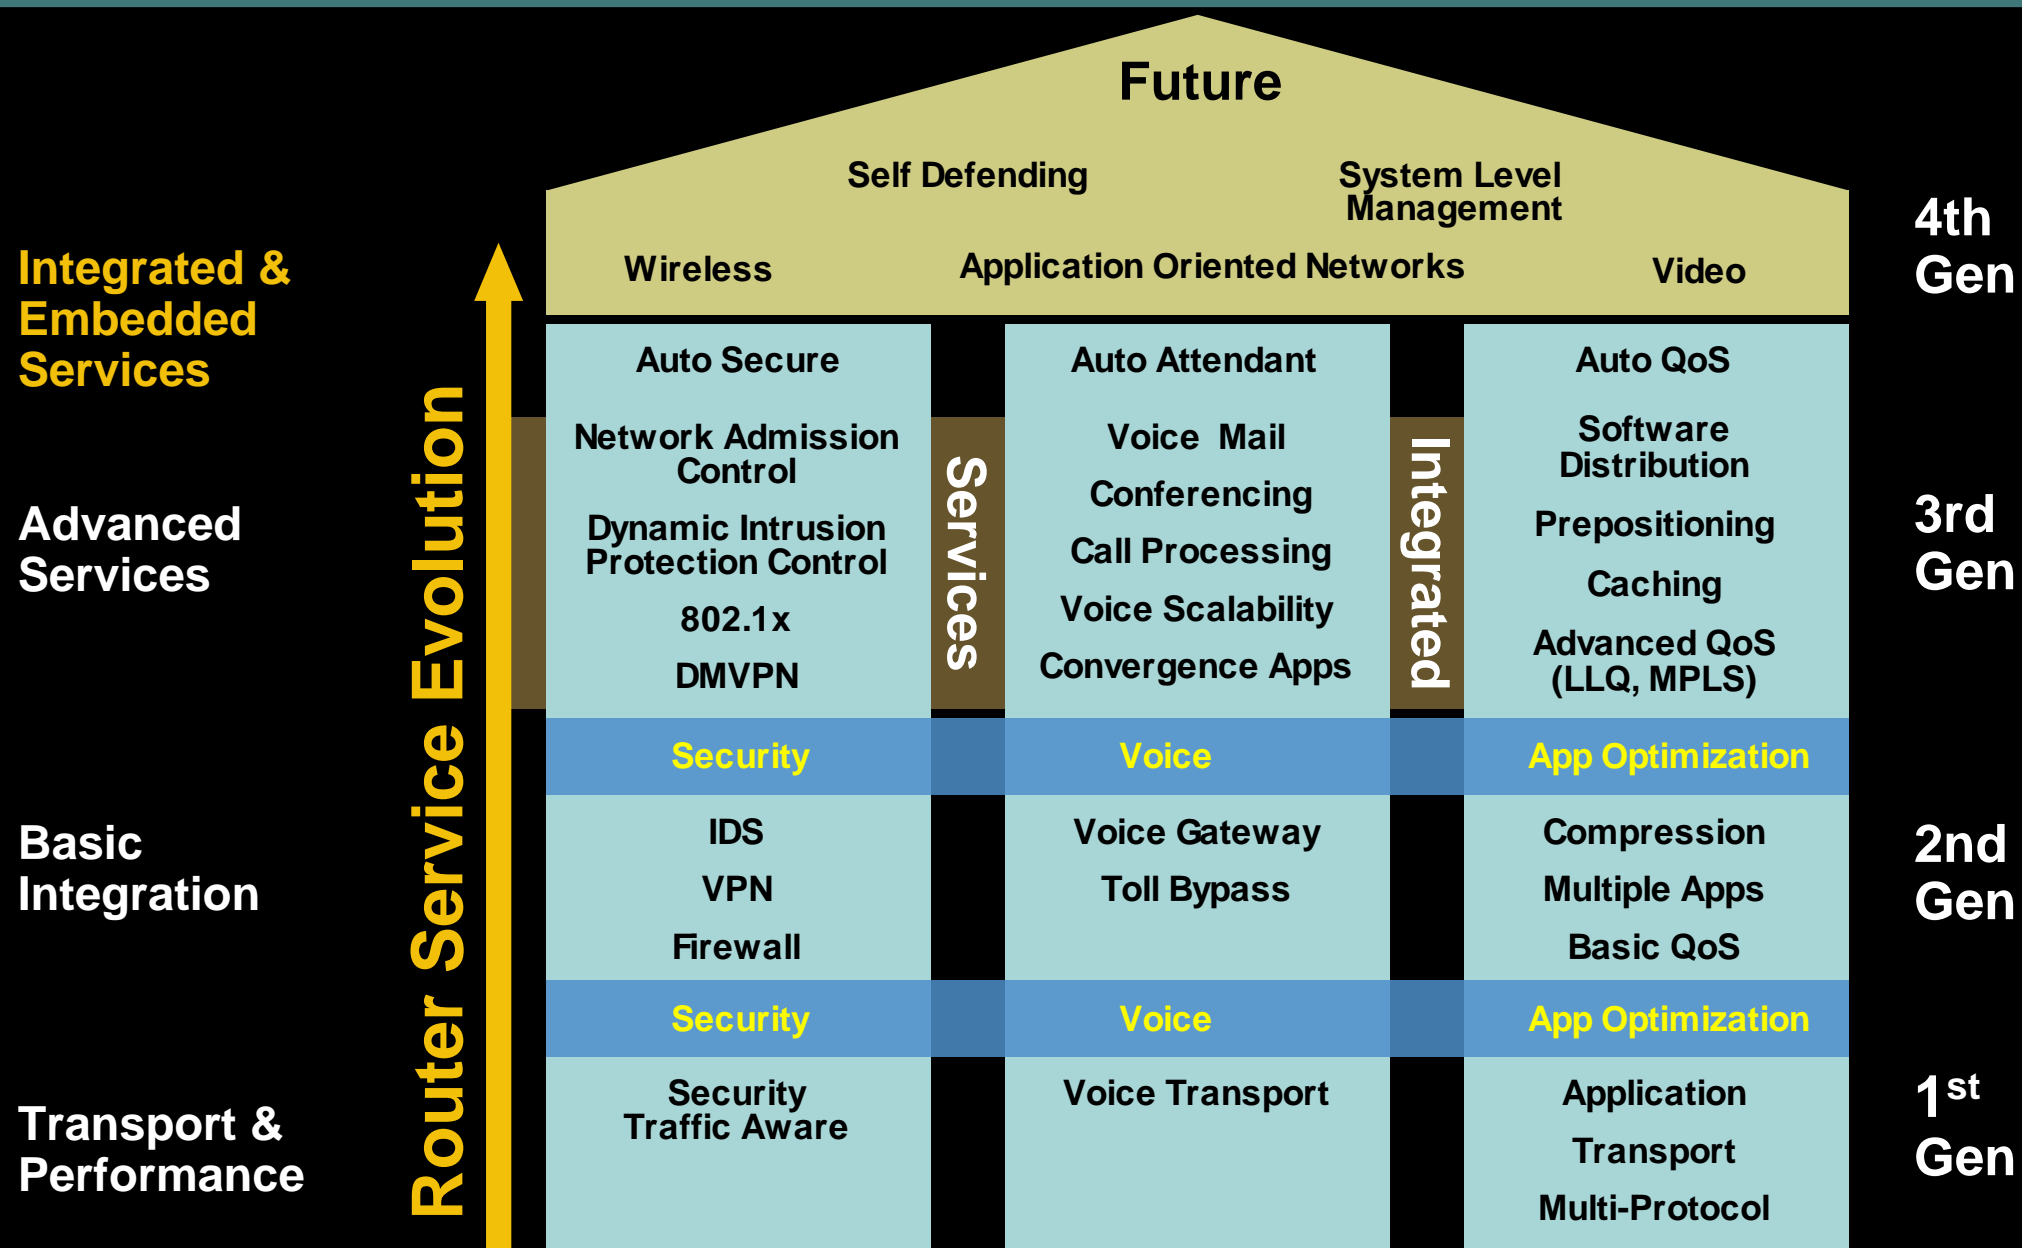 Future
Self Defending
System Level
Management
Wireless
Application Oriented Networks
Video
4th
Gen
Integrated &
Embedded
Services
Router Service Evolution
Auto Secure
Network Admission
Control
Dynamic Intrusion
Protection Control
802.1x
DMVPN
Services
Auto Attendant
Voice Mail
Conferencing
Call Processing
Voice Scalability
Convergence Apps
Integrated
Auto QoS
Software
Distribution
Prepositioning
Caching
Advanced QoS
(LLQ, MPLS)
Advanced
Services
3rd
Gen
Security
Voice
App Optimization
Basic
Integration
IDS
VPN
Firewall
Voice Gateway
Toll Bypass
Compression
Multiple Apps
Basic QoS
2nd
Gen
Security
Voice
App Optimization
Transport &
Performance
Security
Traffic Aware
Voice Transport
Application
Transport
Multi-Protocol
1st
Gen